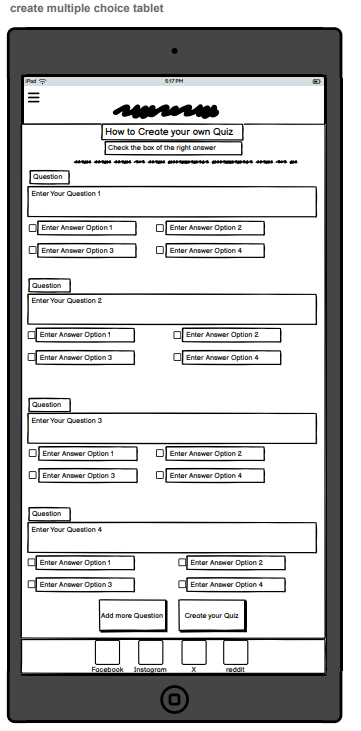 create multiple choice tablet
iPad 5:17 PM
How to Create your own Quiz
Check the box of the right answer
Question
Enter Your Question 1
Enter Answer Option 1 Enter Answer Option 2
Enter Answer Option 3 Enter Answer Option 4
Question
Enter Your Question 2
Enter Answer Option 1 Enter Answer Option 2
Enter Answer Option 3 Enter Answer Option 4
Question
Enter Your Question 3
Enter Answer Option 1 Enter Answer Option 2
Enter Answer Option 3 Enter Answer Option 4
Question
Enter Your Question 4
Enter Answer Option 1 Enter Answer Option 2
Enter Answer Option 3 Enter Answer Option 4
Add more Question Create your Quiz
Facebook Instagram X reddit